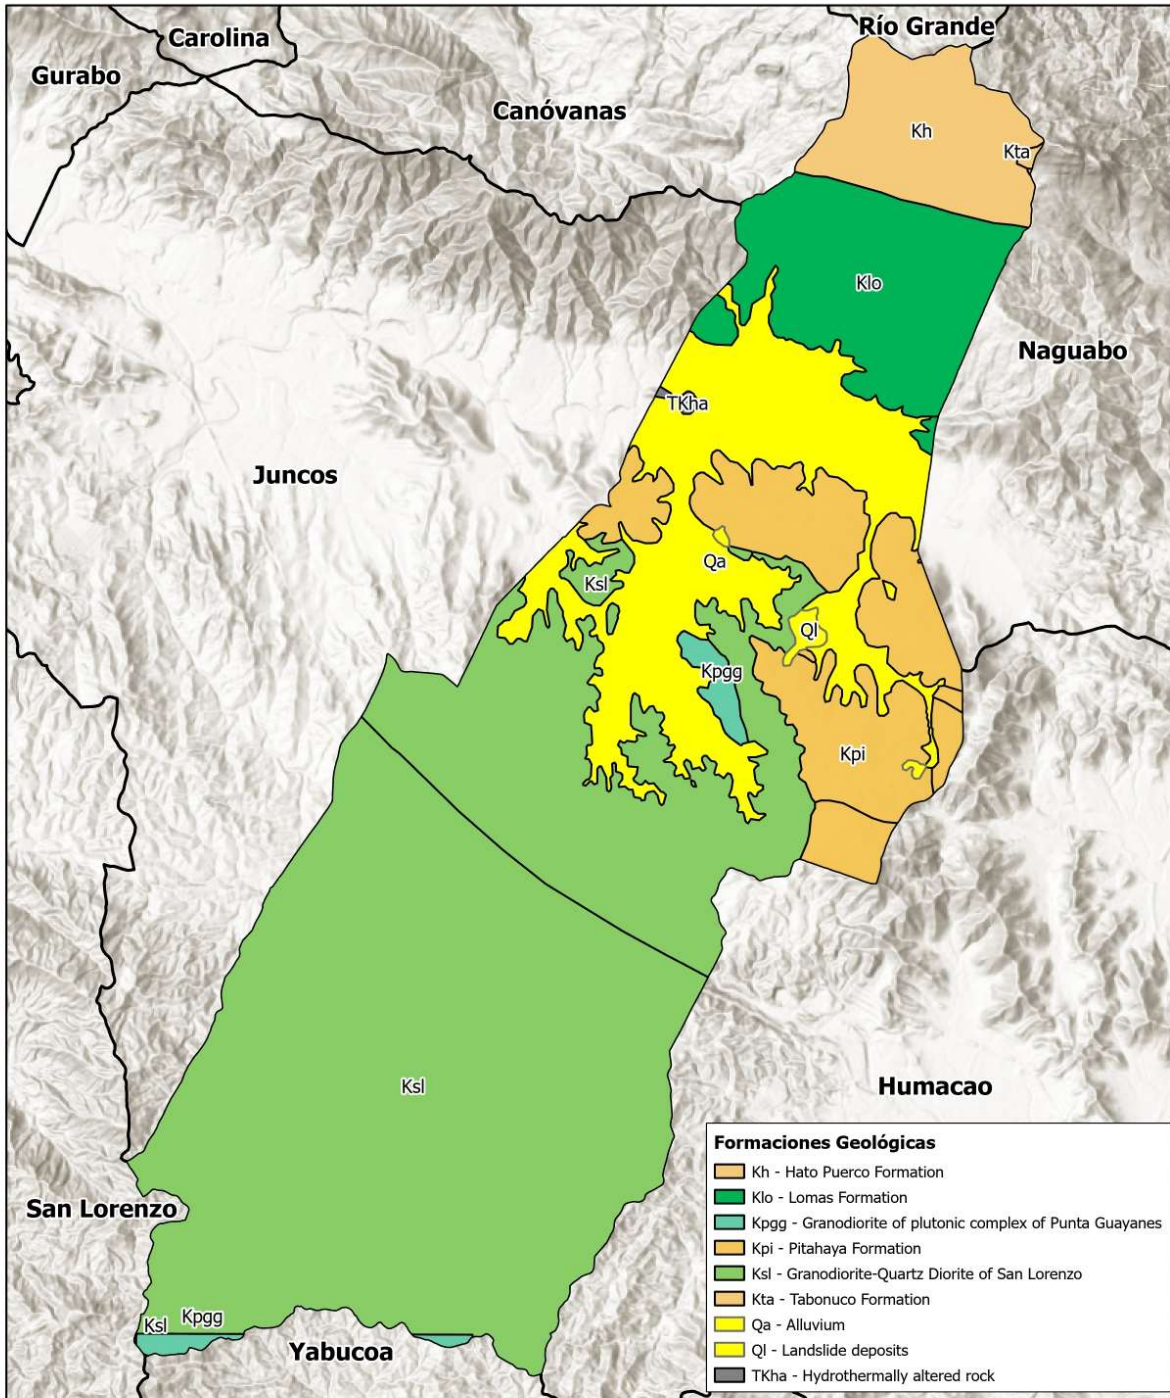 Río Grande
Carolina
Gurabo
Canóvanas
Kh
Kta
Klo
Naguabo
TKha
Juncos
Qa
Ksl
Ql
Kpgg
Kpi
Ksl
Humacao
San Lorenzo
Kpgg
Ksl
Yabucoa
Formaciones Geológicas
Kh - Hato Puerco Formation
Klo - Lomas Formation
Kpgg - Granodiorite of plutonic complex of Punta Guayanes
Kpi - Pitahaya Formation
Ksl - Granodiorite-Quartz Diorite of San Lorenzo
Kta - Tabonuco Formation
Qa - Alluvium
Ql - Landslide deposits
TKha - Hydrothermally altered rock